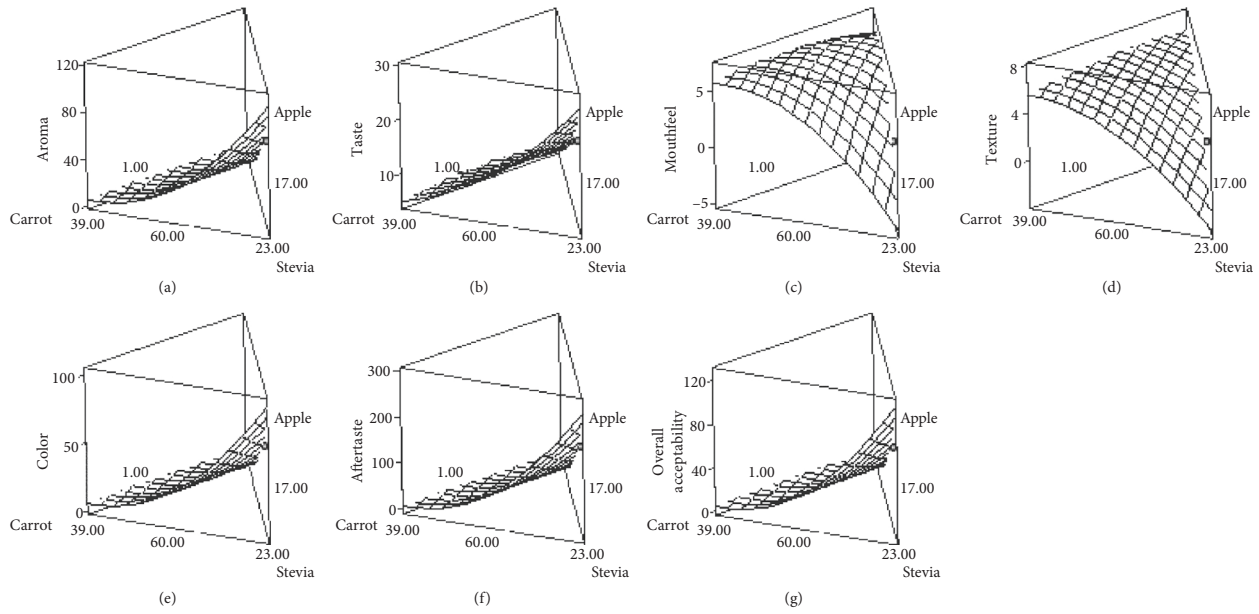 120
80
40
0
Aroma
1.00
Apple
17.00
Carrot
39.00
60.00
23.00
Stevia
(a)
30
20
10
Taste
1.00
Apple
17.00
Carrot
39.00
60.00
23.00
Stevia
(b)
5
0
−5
Mouthfeel
1.00
Apple
17.00
Carrot
39.00
60.00
23.00
Stevia
(c)
8
4
0
Texture
1.00
Apple
17.00
Carrot
39.00
60.00
23.00
Stevia
(d)
100
50
0
Color
1.00
Apple
17.00
Carrot
39.00
60.00
23.00
Stevia
(e)
300
200
100
0
Aftertaste
1.00
Apple
17.00
Carrot
39.00
60.00
23.00
Stevia
(f)
120
80
40
0
Overall
acceptability
1.00
Apple
17.00
Carrot
39.00
60.00
23.00
Stevia
(g)